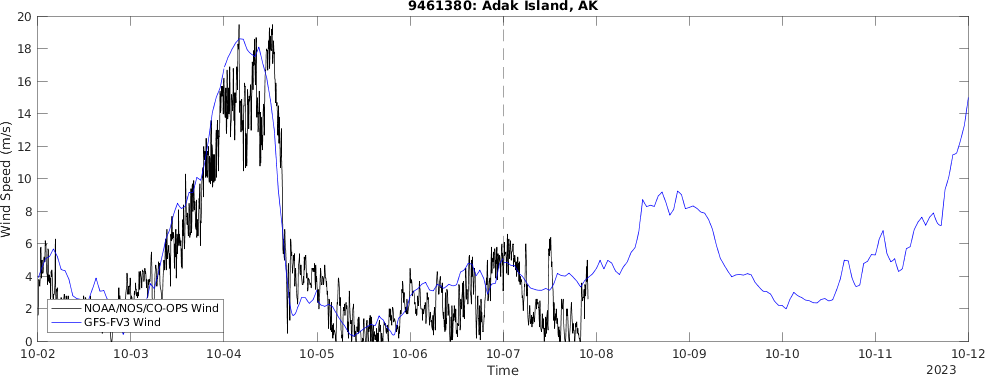 9461380: Adak Island, AK
20
18
16
14
12
10
8
6
4
2
0
Wind Speed (m/s)
NOAA/NOS/CO-OPS Wind
GFS-FV3 Wind
10-02 10-03 10-04 10-05 10-06 10-07 10-08 10-09 10-10 10-11 10-12
Time
2023